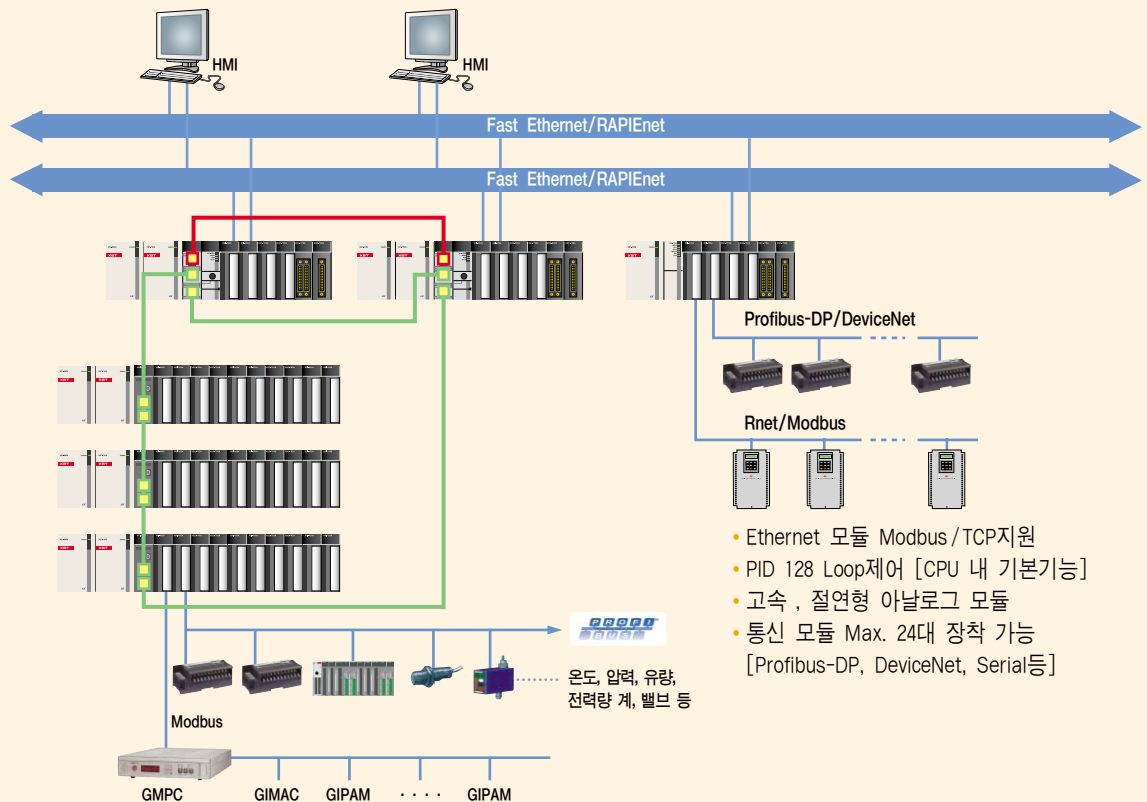 HMI
HMI
Fast Ethernet/RAPIEnet
Fast Ethernet/RAPIEnet
Profibus-DP/DeviceNet
Rnet/Modbus
• Ethernet 모듈 Modbus/TCP지원
• PID 128 Loop제어 [CPU 내 기본기능]
• 고속 , 절연형 아날로그 모듈
• 통신 모듈 Max. 24대 장착 가능
[Profibus-DP, DeviceNet, Serial등]
PROFI
BUS
온도, 압력, 유량,
전력량 계, 밸브 등
Modbus
GMPC
GIMAC
GIPAM
· · · ·
GIPAM